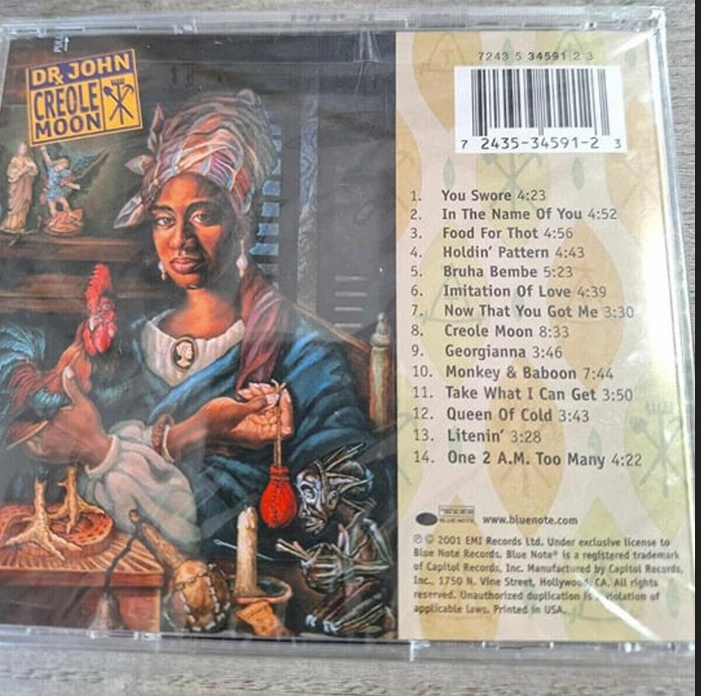 DR. JOHN
CREOLE
MOON
7243 5 34591 2 3
7 2435-34591-2 3
1. You Swore 4:23
2. In The Name Of You 4:52
3. Food For Thot 4:56
4. Holdin' Pattern 4:43
5. Bruha Bembe 5:23
6. Imitation Of Love 4:39
7. Now That You Got Me 3:30
8. Creole Moon 8:33
9. Georgianna 3:46
10. Monkey & Baboon 7:44
11. Take What I Can Get 3:50
12. Queen Of Cold 3:43
13. Litenin' 3:28
14. One 2 A.M. Too Many 4:22
BLUE NOTE www.bluenote.com
℗ © 2001 EMI Records Ltd. Under exclusive license to
Blue Note Records. Blue Note® is a registered trademark
of Capitol Records, Inc. Manufactured by Capitol Records,
Inc., 1750 N. Vine Street, Hollywood, CA. All rights
reserved. Unauthorized duplication is a violation of
applicable laws. Printed in USA.